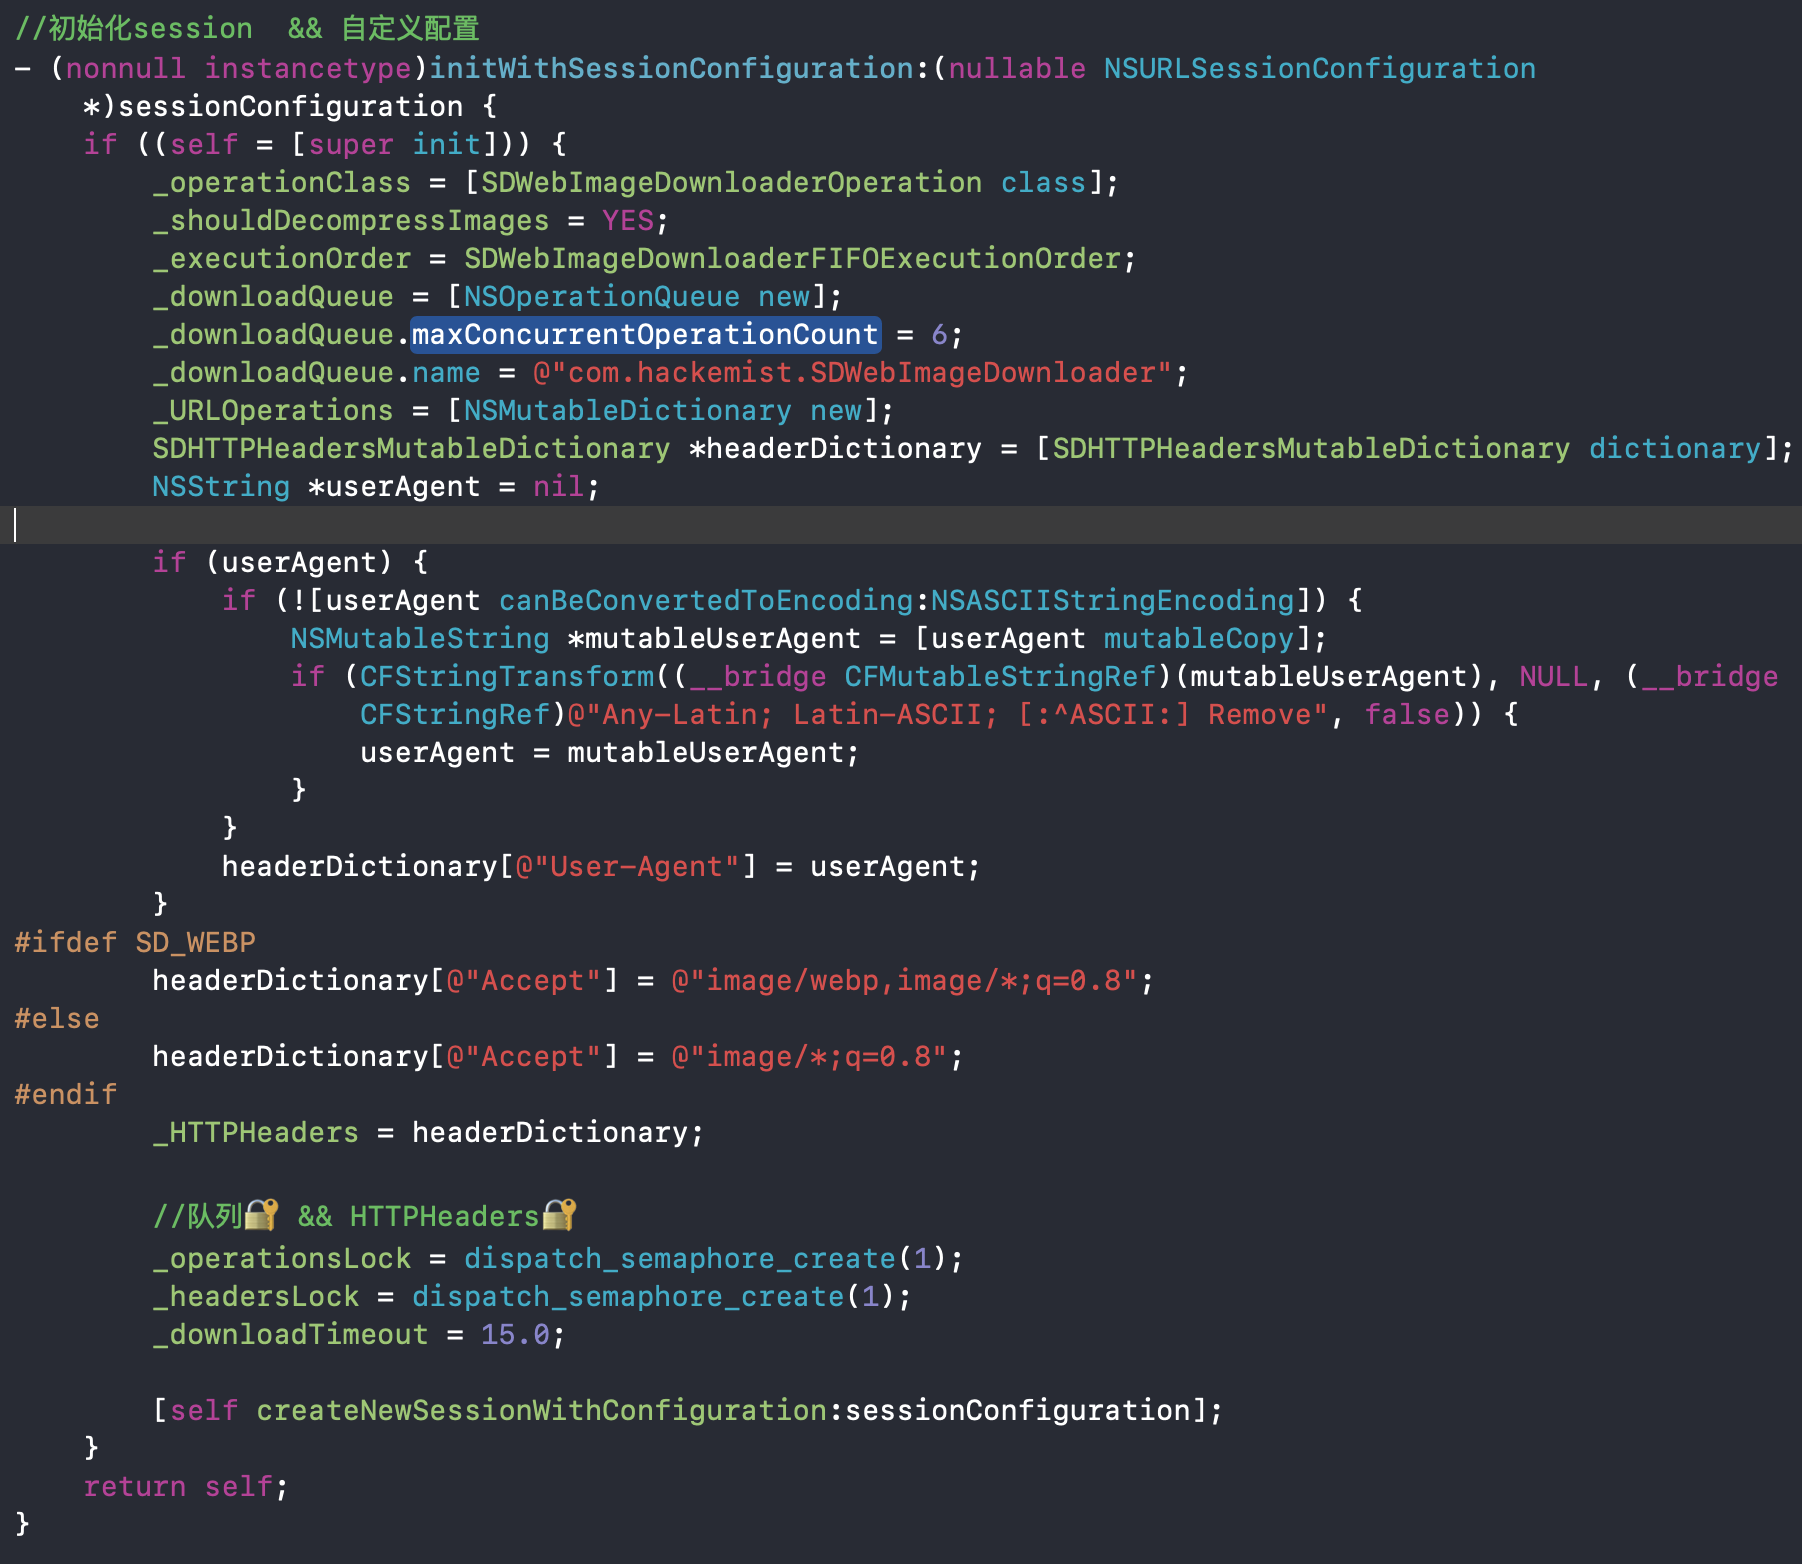 //初始化session  && 自定义配置
- (nonnull instancetype)initWithSessionConfiguration:(nullable NSURLSessionConfiguration
    *)sessionConfiguration {
    if ((self = [super init])) {
        _operationClass = [SDWebImageDownloaderOperation class];
        _shouldDecompressImages = YES;
        _executionOrder = SDWebImageDownloaderFIFOExecutionOrder;
        _downloadQueue = [NSOperationQueue new];
        _downloadQueue.maxConcurrentOperationCount = 6;
        _downloadQueue.name = @"com.hackemist.SDWebImageDownloader";
        _URLOperations = [NSMutableDictionary new];
        SDHTTPHeadersMutableDictionary *headerDictionary = [SDHTTPHeadersMutableDictionary dictionary];
        NSString *userAgent = nil;
        if (userAgent) {
            if (![userAgent canBeConvertedToEncoding:NSASCIIStringEncoding]) {
                NSMutableString *mutableUserAgent = [userAgent mutableCopy];
                if (CFStringTransform((__bridge CFMutableStringRef)(mutableUserAgent), NULL, (__bridge
                    CFStringRef)@"Any-Latin; Latin-ASCII; [:^ASCII:] Remove", false)) {
                    userAgent = mutableUserAgent;
                }
            }
            headerDictionary[@"User-Agent"] = userAgent;
        }
#ifdef SD_WEBP
        headerDictionary[@"Accept"] = @"image/webp,image/*;q=0.8";
#else
        headerDictionary[@"Accept"] = @"image/*;q=0.8";
#endif
        _HTTPHeaders = headerDictionary;
        //队列🔐 && HTTPHeaders🔐
        _operationsLock = dispatch_semaphore_create(1);
        _headersLock = dispatch_semaphore_create(1);
        _downloadTimeout = 15.0;
        [self createNewSessionWithConfiguration:sessionConfiguration];
    }
    return self;
}